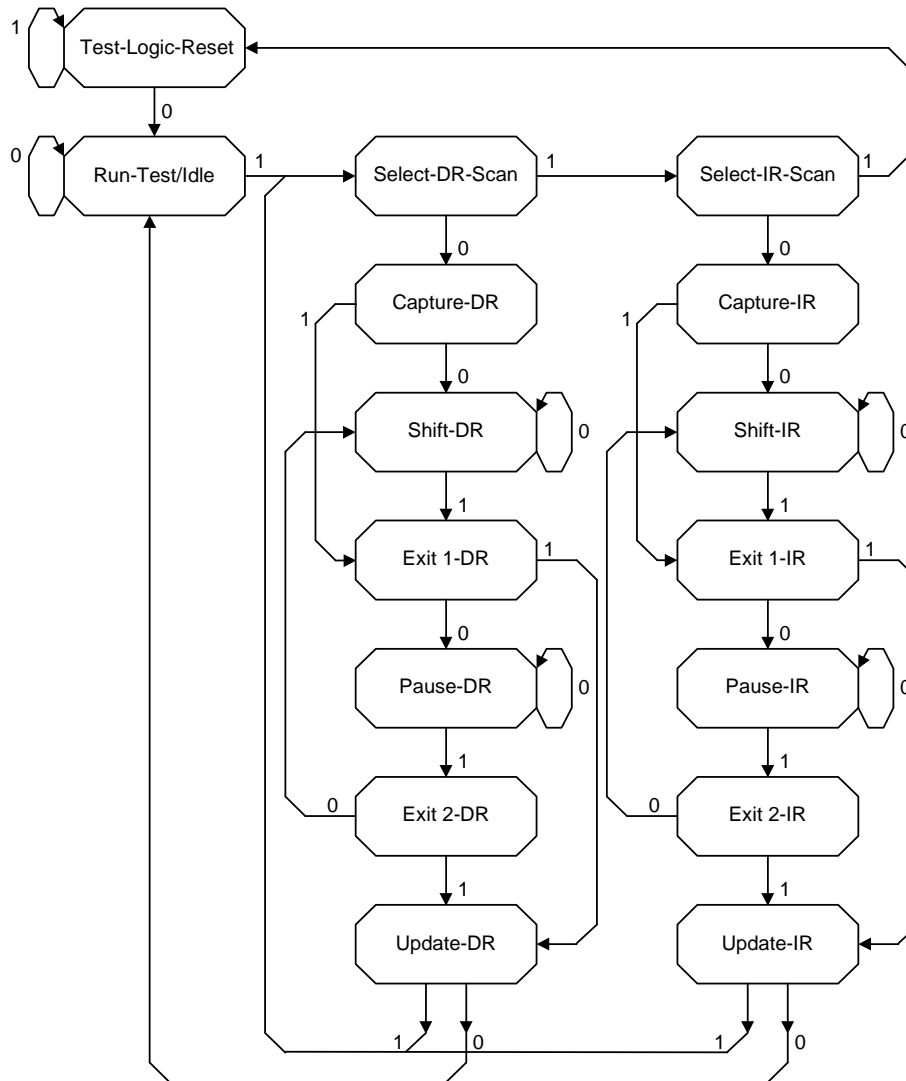 1
Test-Logic-Reset
0
0
Run-Test/Idle
1
Select-DR-Scan
1
Select-IR-Scan
1
0
0
Capture-DR
Capture-IR
1
1
0
0
Shift-DR
0
Shift-IR
0
1
1
Exit 1-DR
1
Exit 1-IR
1
0
0
Pause-DR
0
Pause-IR
0
1
1
0
Exit 2-DR
0
Exit 2-IR
1
1
Update-DR
Update-IR
1
0
1
0